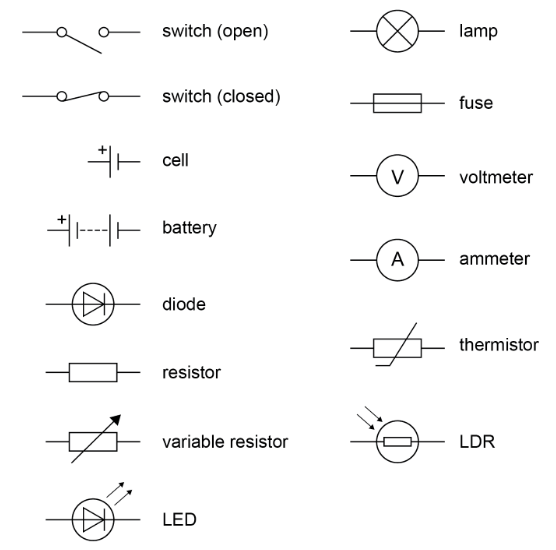 switch (open)
switch (closed)
+
cell
+
battery
diode
resistor
variable resistor
LED
lamp
fuse
V
voltmeter
A
ammeter
thermistor
LDR